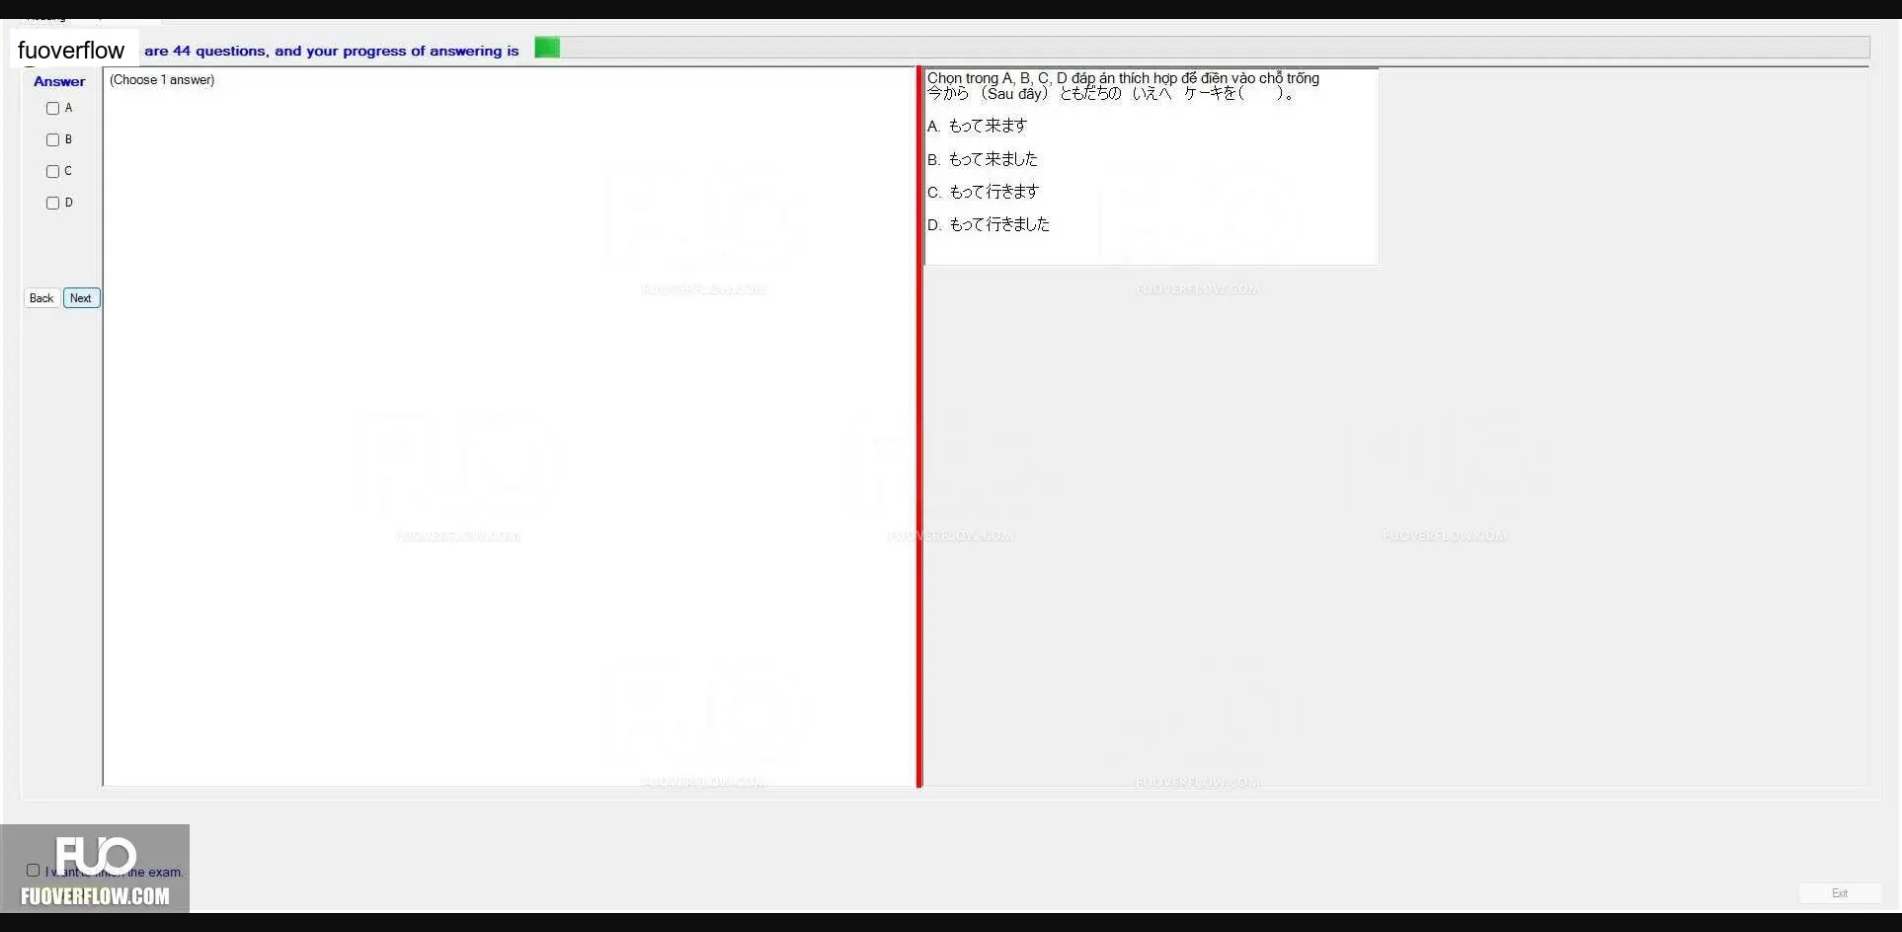 fuoverflow are 44 questions, and your progress of answering is
Answer
(Choose 1 answer)
A
B
C
D
Back Next
Chọn trong A, B, C, D đáp án thích hợp để điền vào chỗ trống
今から （Sau đây） ともだちの いえへ ケーキを（　　）。
A. もって来ます
B. もって来ました
C. もって行きます
D. もって行きました
FUOVERFLOW.COM FUOVERFLOW.COM
FUOVERFLOW.COM FUOVERFLOW.COM FUOVERFLOW.COM
FUOVERFLOW.COM FUOVERFLOW.COM
FUO
I want to finish the exam.
FUOVERFLOW.COM
Exit